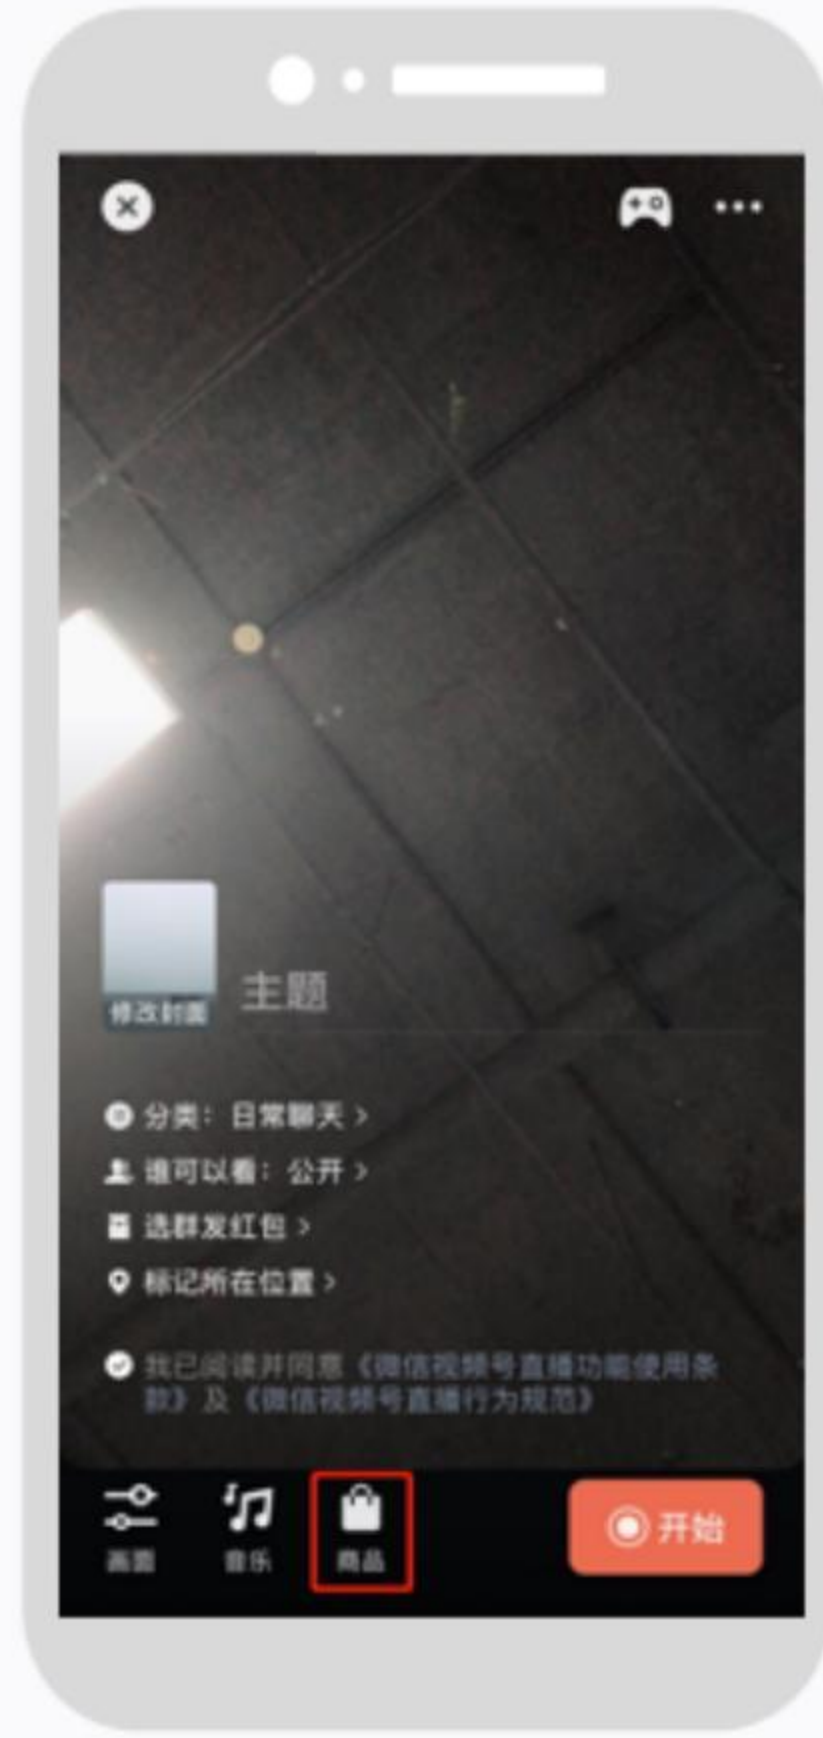 修改封面
主题
分类：日常聊天 >
谁可以看：公开 >
选群发红包 >
标记所在位置 >
我已阅读并同意《微信视频号直播功能使用条
款》及《微信视频号直播行为规范》
画面
音乐
商品
开始